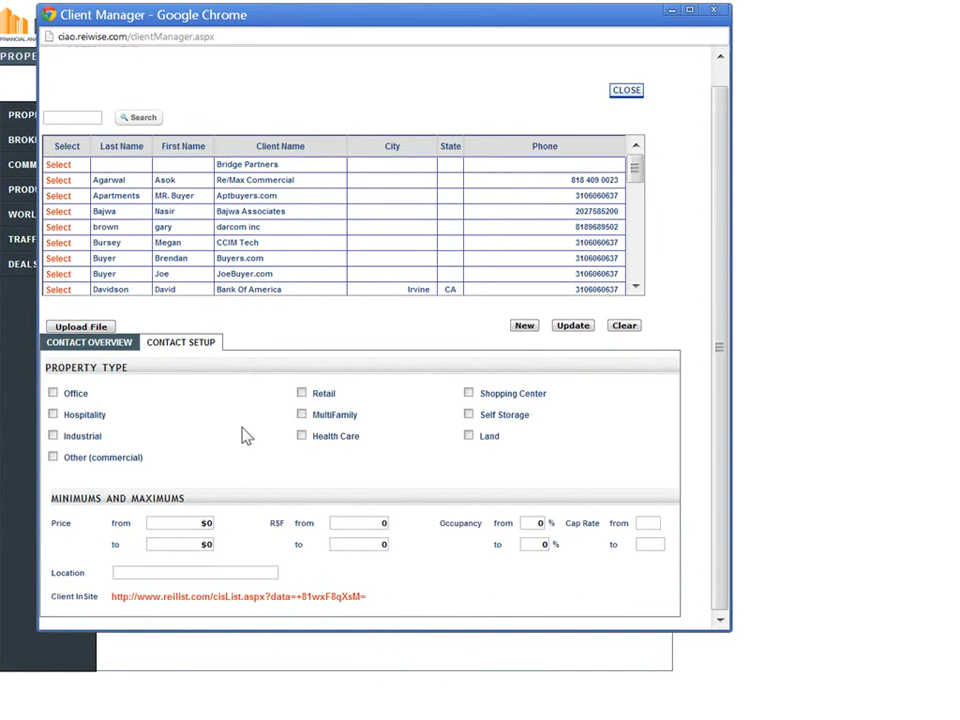 Client Manager - Google Chrome
ciao.reiwise.com/clientManager.aspx
FINANCIAL
PROPE
CLOSE
PROP
Search
BROK
Select Last Name First Name Client Name City State Phone
Select Bridge Partners
COMM
Select Agarwal Asok Re/Max Commercial 818 409 0023
PRODU
Select Apartments MR. Buyer Aptbuyers.com 3106060637
Select Bajwa Nasir Bajwa Associates 2027585200
WORL
Select brown gary darcom inc 8189689502
TRAFF
Select Bursey Megan CCIM Tech 3106060637
Select Buyer Brendan Buyers.com 3106060637
DEALS
Select Buyer Joe JoeBuyer.com 3106060637
Select Davidson David Bank Of America Irvine CA 3106060637
Upload File New Update Clear
CONTACT OVERVIEW CONTACT SETUP
PROPERTY TYPE
Office Retail Shopping Center
Hospitality MultiFamily Self Storage
Industrial Health Care Land
Other (commercial)
MINIMUMS AND MAXIMUMS
Price from $0 RSF from 0 Occupancy from 0 % Cap Rate from
to $0 to 0 to 0 % to
Location
Client InSite http://www.reilist.com/cisList.aspx?data=+81wxF8qXsM=